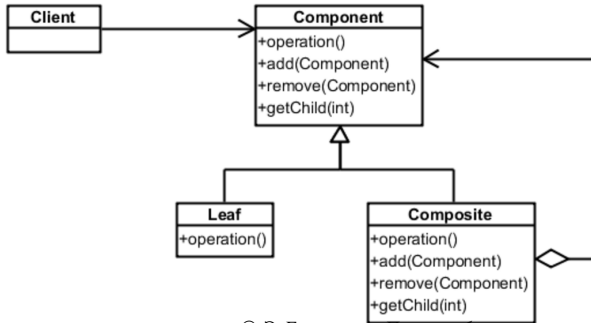 Client
Component
+operation()
+add(Component)
+remove(Component)
+getChild(int)
Leaf
+operation()
Composite
+operation()
+add(Component)
+remove(Component)
+getChild(int)